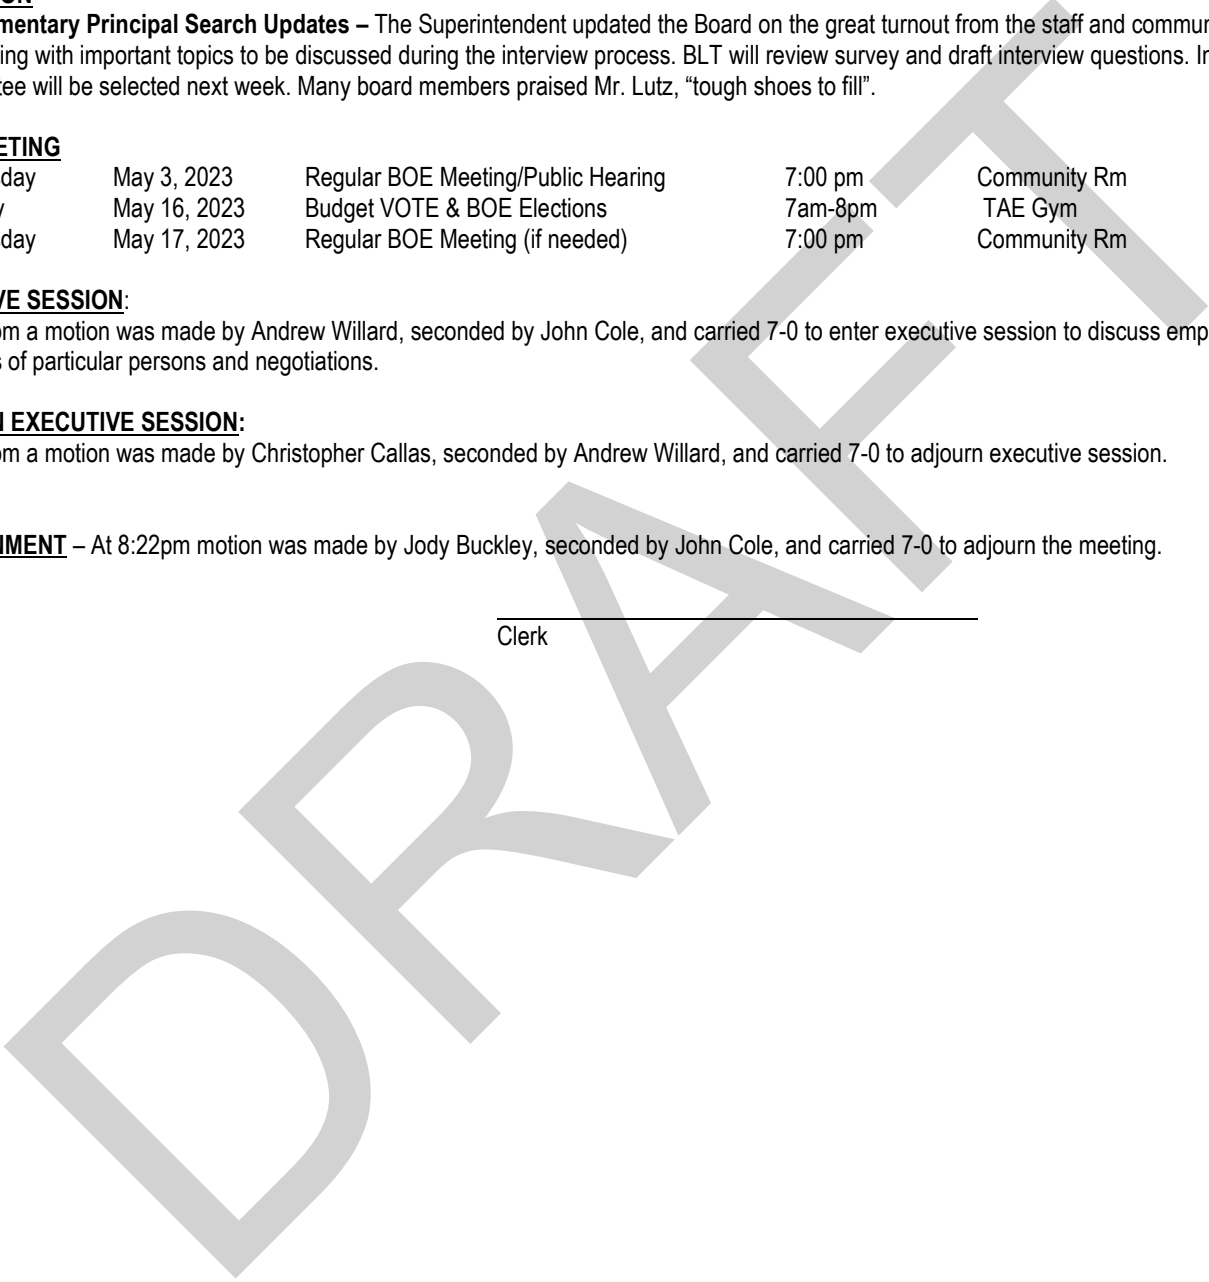 mentary Principal Search Updates – The Superintendent updated the Board on the great turnout from the staff and commu
ing with important topics to be discussed during the interview process. BLT will review survey and draft interview questions. In
tee will be selected next week. Many board members praised Mr. Lutz, “tough shoes to fill”.
ETING
day May 3, 2023 Regular BOE Meeting/Public Hearing 7:00 pm Community Rm
y May 16, 2023 Budget VOTE & BOE Elections 7am-8pm TAE Gym
day May 17, 2023 Regular BOE Meeting (if needed) 7:00 pm Community Rm
VE SESSION:
om a motion was made by Andrew Willard, seconded by John Cole, and carried 7-0 to enter executive session to discuss emp
s of particular persons and negotiations.
N EXECUTIVE SESSION:
om a motion was made by Christopher Callas, seconded by Andrew Willard, and carried 7-0 to adjourn executive session.
NMENT – At 8:22pm motion was made by Jody Buckley, seconded by John Cole, and carried 7-0 to adjourn the meeting.
Clerk
DRAFT